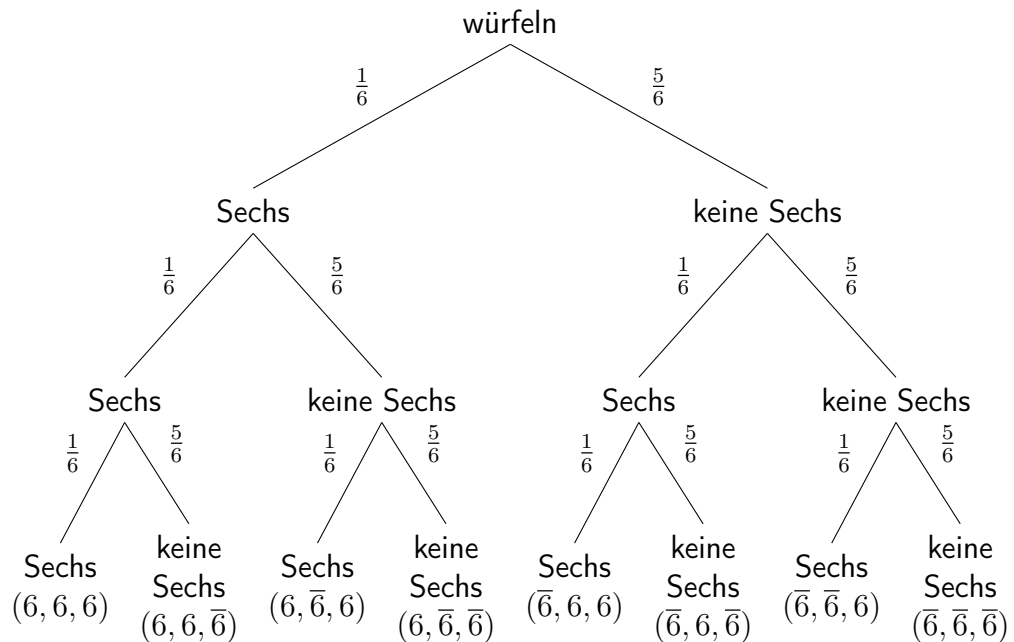 würfeln
1/6 5/6
Sechs keine Sechs
1/6 5/6 1/6 5/6
Sechs keine Sechs Sechs keine Sechs
1/6 5/6 1/6 5/6 1/6 5/6 1/6 5/6
Sechs keine Sechs keine Sechs keine Sechs keine
(6, 6, 6) Sechs (6, 6̅, 6) Sechs (6̅, 6, 6) Sechs (6̅, 6̅, 6) Sechs
(6, 6, 6̅) (6, 6̅, 6̅) (6̅, 6, 6̅) (6̅, 6̅, 6̅)